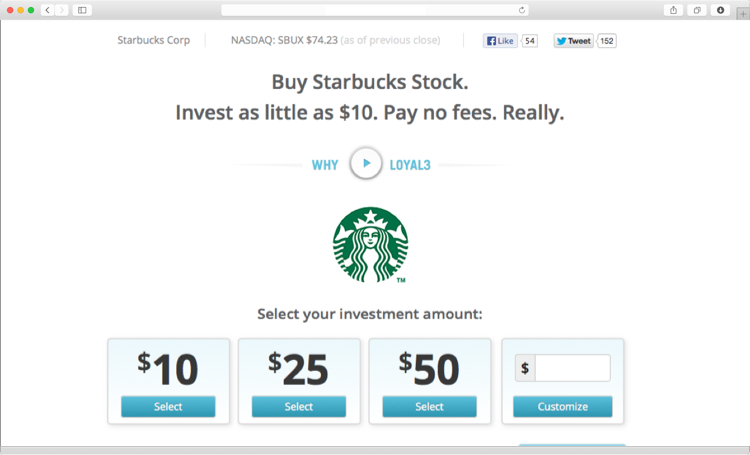 Starbucks Corp NASDAQ: SBUX $74.23 (as of previous close) Like 54 Tweet 152
Buy Starbucks Stock.
Invest as little as $10. Pay no fees. Really.
WHY LOYAL3
TM
Select your investment amount:
$10 $25 $50 $
Select Select Select Customize